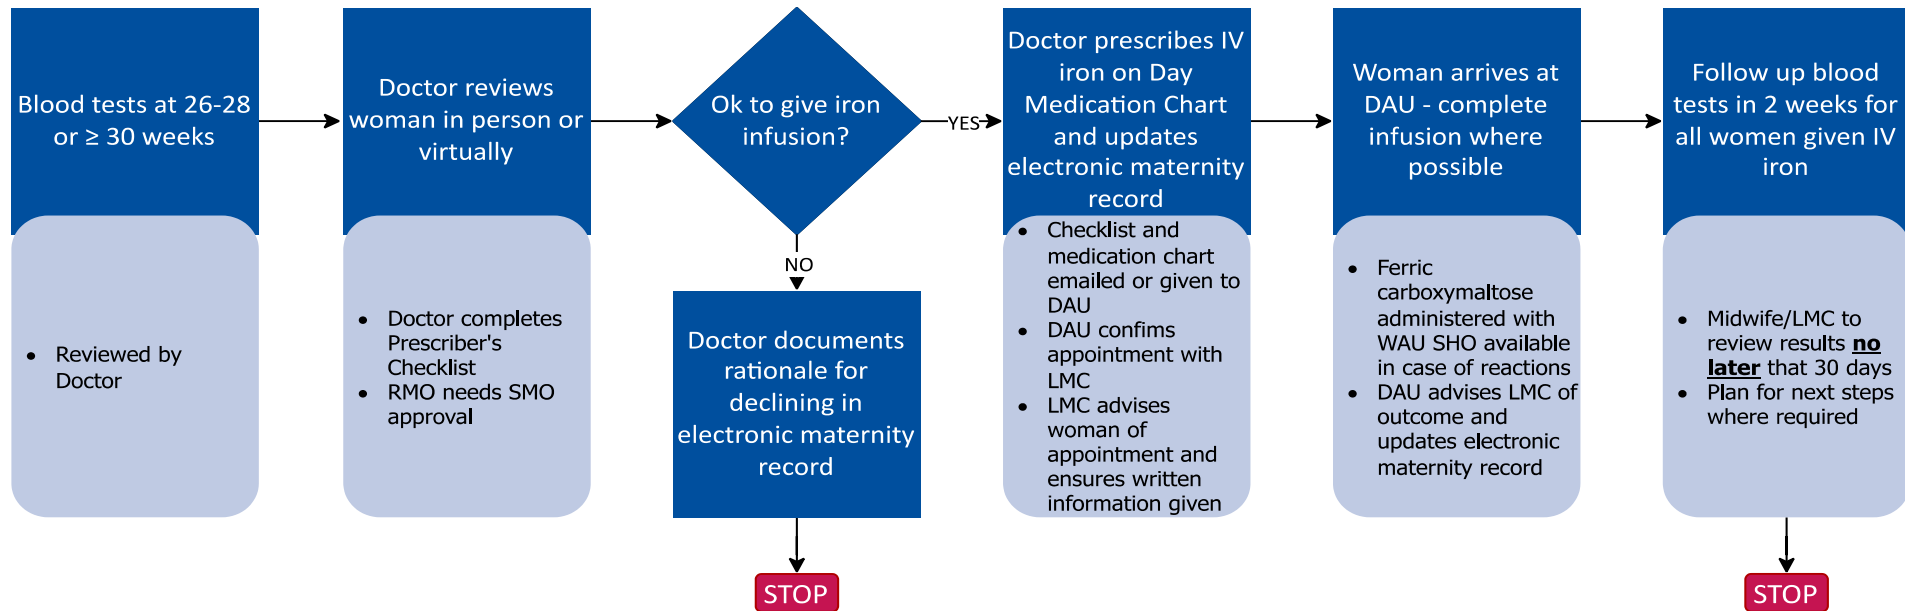 Blood tests at 26-28
or ≥ 30 weeks
• Reviewed by
Doctor
Doctor reviews
woman in person or
virtually
• Doctor completes
Prescriber's
Checklist
• RMO needs SMO
approval
Ok to give iron
infusion?
YES
NO
Doctor documents
rationale for
declining in
electronic maternity
record
STOP
Doctor prescribes IV
iron on Day
Medication Chart
and updates
electronic maternity
record
• Checklist and
medication chart
emailed or given to
DAU
• DAU confims
appointment with
LMC
• LMC advises
woman of
appointment and
ensures written
information given
Woman arrives at
DAU - complete
infusion where
possible
• Ferric
carboxymaltose
administered with
WAU SHO available
in case of reactions
• DAU advises LMC of
outcome and
updates electronic
maternity record
Follow up blood
tests in 2 weeks for
all women given IV
iron
• Midwife/LMC to
review results no
later that 30 days
• Plan for next steps
where required
STOP